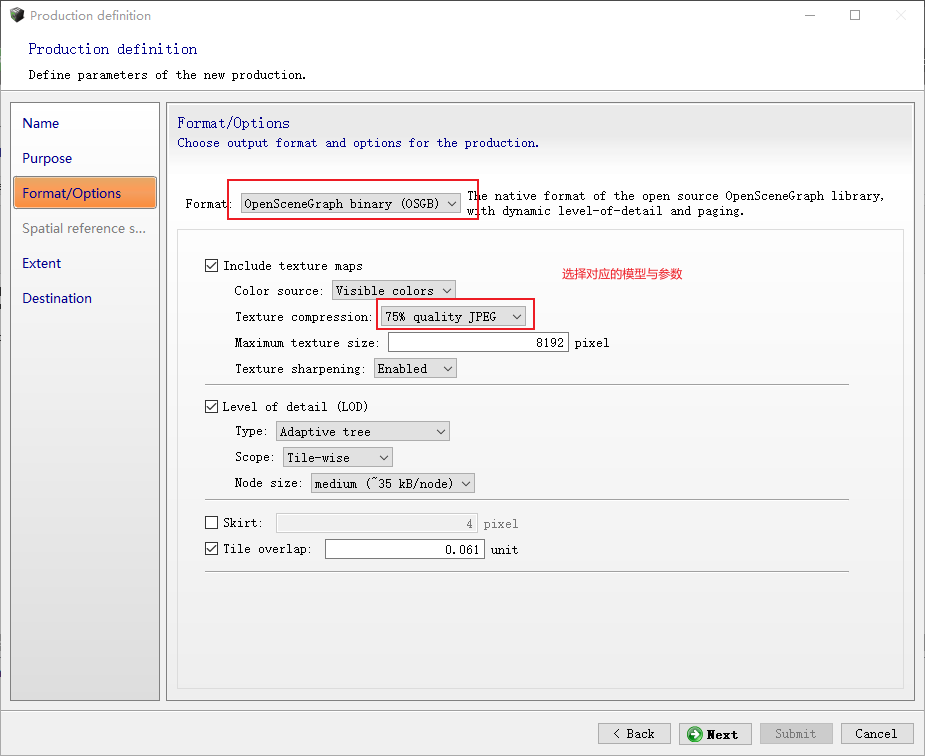 Production definition
Production definition
Define parameters of the new production.
Name
Purpose
Format/Options
Spatial reference s...
Extent
Destination
Format/Options
Choose output format and options for the production.
Format: OpenSceneGraph binary (OSGB)
The native format of the open source OpenSceneGraph library,
with dynamic level-of-detail and paging.
Include texture maps
选择对应的模型与参数
Color source: Visible colors
Texture compression: 75% quality JPEG
Maximum texture size: 8192 pixel
Texture sharpening: Enabled
Level of detail (LOD)
Type: Adaptive tree
Scope: Tile-wise
Node size: medium (~35 kB/node)
Skirt: 4 pixel
Tile overlap: 0.061 unit
< Back Next Submit Cancel